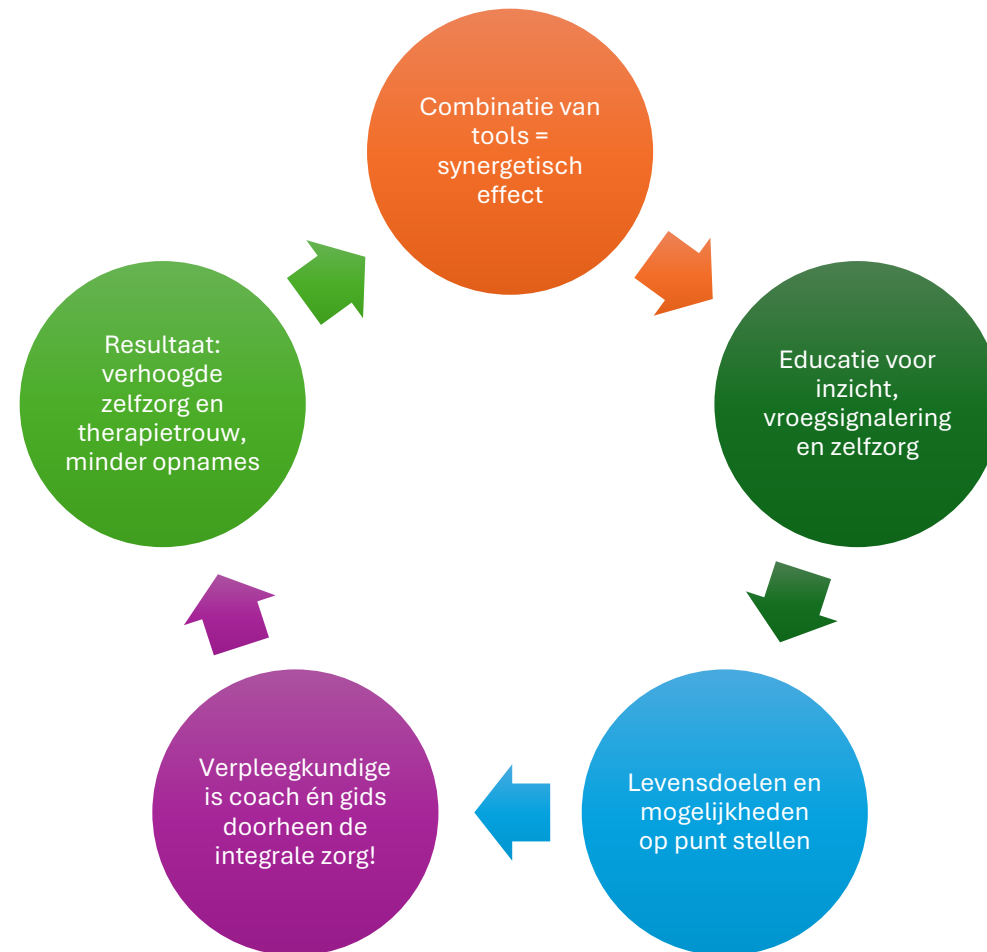 Combinatie van
tools =
synergetisch
effect
Educatie voor
inzicht,
vroegsignalering
en zelfzorg
Levensdoelen en
mogelijkheden
op punt stellen
Verpleegkundige
is coach én gids
doorheen de
integrale zorg!
Resultaat:
verhoogde
zelfzorg en
therapietrouw,
minder opnames